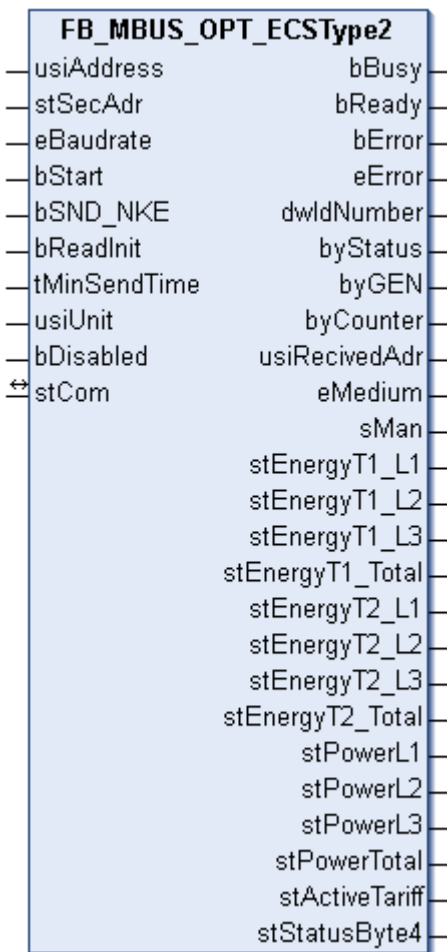 FB_MBUS_OPT_ECSType2
usiAddress bBusy
stSecAdr bReady
eBaudrate bError
bStart eError
bSND_NKE dwIdNumber
bReadInit byStatus
tMinSendTime byGEN
usiUnit byCounter
bDisabled usiRecivedAdr
stCom eMedium
sMan
stEnergyT1_L1
stEnergyT1_L2
stEnergyT1_L3
stEnergyT1_Total
stEnergyT2_L1
stEnergyT2_L2
stEnergyT2_L3
stEnergyT2_Total
stPowerL1
stPowerL2
stPowerL3
stPowerTotal
stActiveTariff
stStatusByte4